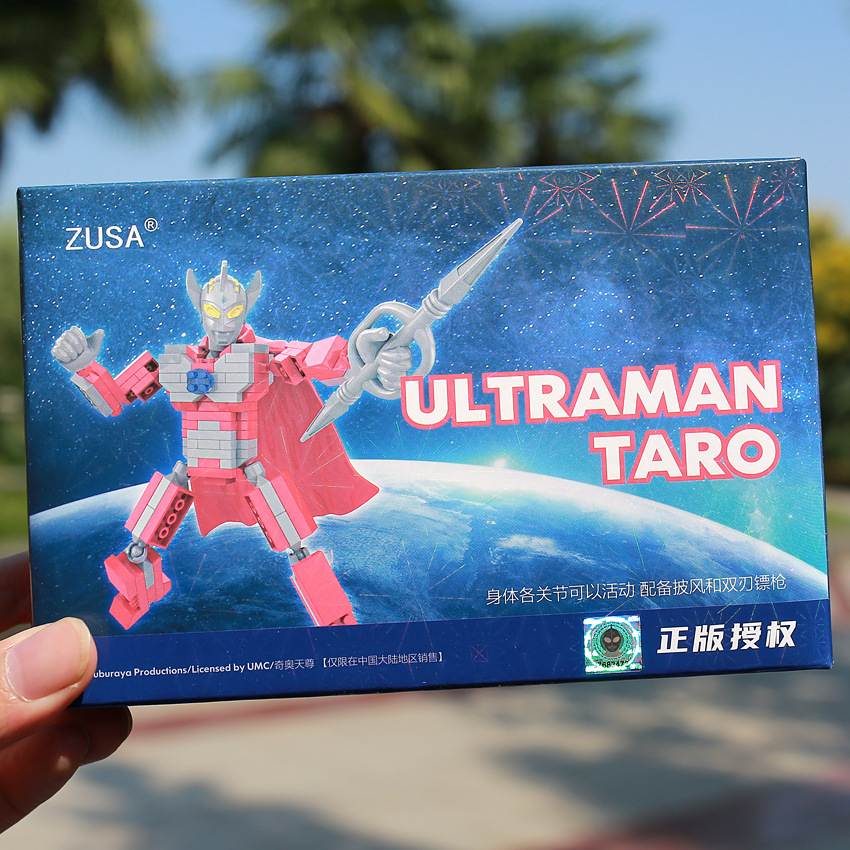 ZUSA®
ULTRAMAN
TARO
身体各关节可以活动 配备披风和双刃镖枪
uburaya Productions/Licensed by UMC/奇奥天尊【仅限在中国大陆地区销售】
正版授权